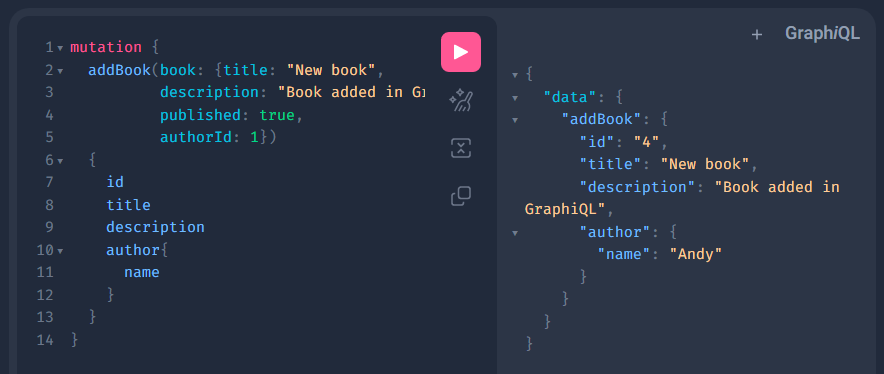 + GraphiQL
1 mutation {
2 addBook(book: {title: "New book",
3 description: "Book added in Gr
4 published: true,
5 authorId: 1})
6 {
7 id
8 title
9 description
10 author{
11 name
12 }
13 }
14 }
{
"data": {
"addBook": {
"id": "4",
"title": "New book",
"description": "Book added in
GraphiQL",
"author": {
"name": "Andy"
}
}
}
}